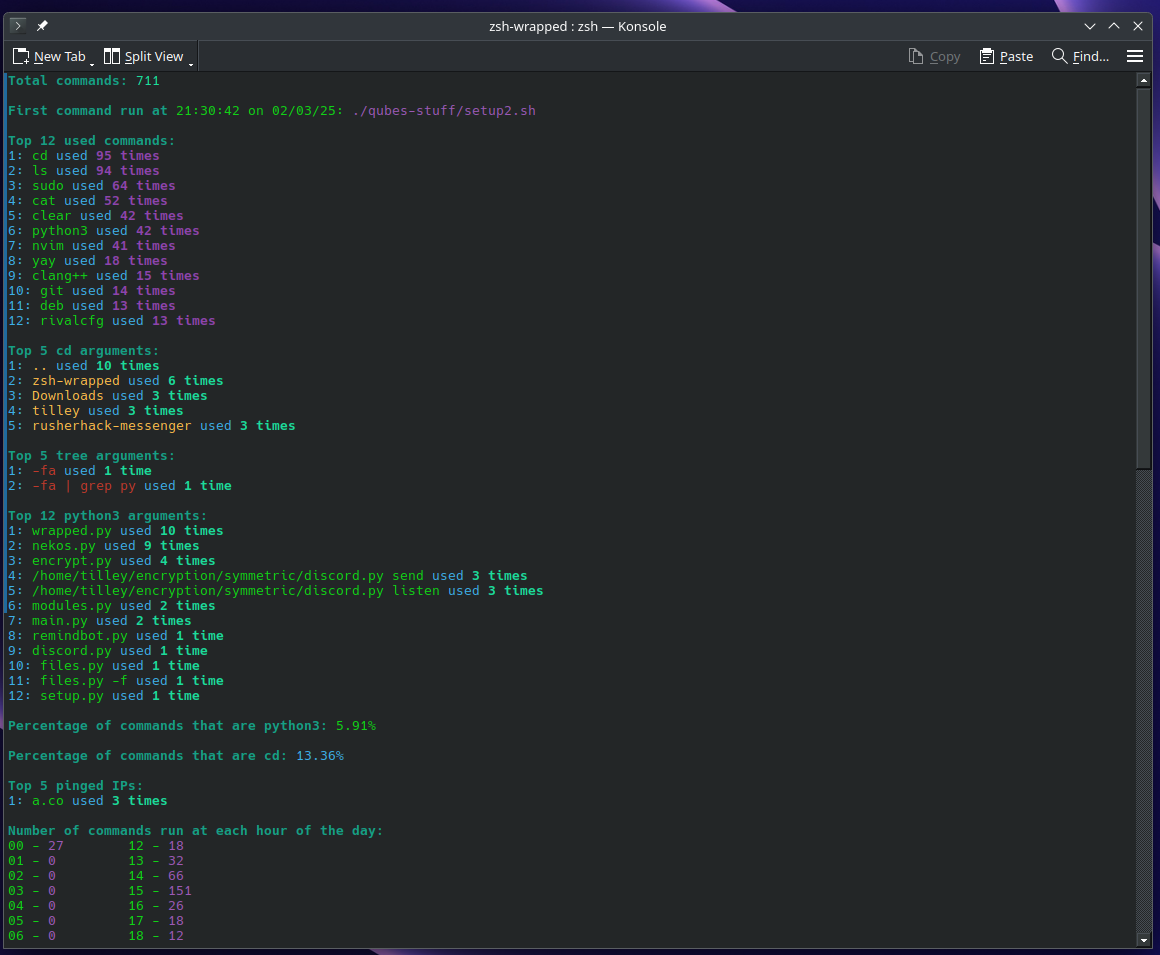 zsh-wrapped : zsh — Konsole
New Tab Split View Copy Paste Find...
Total commands: 711
First command run at 21:30:42 on 02/03/25: ./qubes-stuff/setup2.sh
Top 12 used commands:
1: cd used 95 times
2: ls used 94 times
3: sudo used 64 times
4: cat used 52 times
5: clear used 42 times
6: python3 used 42 times
7: nvim used 41 times
8: yay used 18 times
9: clang++ used 15 times
10: git used 14 times
11: deb used 13 times
12: rivalcfg used 13 times
Top 5 cd arguments:
1: .. used 10 times
2: zsh-wrapped used 6 times
3: Downloads used 3 times
4: tilley used 3 times
5: rusherhack-messenger used 3 times
Top 5 tree arguments:
1: -fa used 1 time
2: -fa | grep py used 1 time
Top 12 python3 arguments:
1: wrapped.py used 10 times
2: nekos.py used 9 times
3: encrypt.py used 4 times
4: /home/tilley/encryption/symmetric/discord.py send used 3 times
5: /home/tilley/encryption/symmetric/discord.py listen used 3 times
6: modules.py used 2 times
7: main.py used 2 times
8: remindbot.py used 1 time
9: discord.py used 1 time
10: files.py used 1 time
11: files.py -f used 1 time
12: setup.py used 1 time
Percentage of commands that are python3: 5.91%
Percentage of commands that are cd: 13.36%
Top 5 pinged IPs:
1: a.co used 3 times
Number of commands run at each hour of the day:
00 - 27 12 - 18
01 - 0 13 - 32
02 - 0 14 - 66
03 - 0 15 - 151
04 - 0 16 - 26
05 - 0 17 - 18
06 - 0 18 - 12